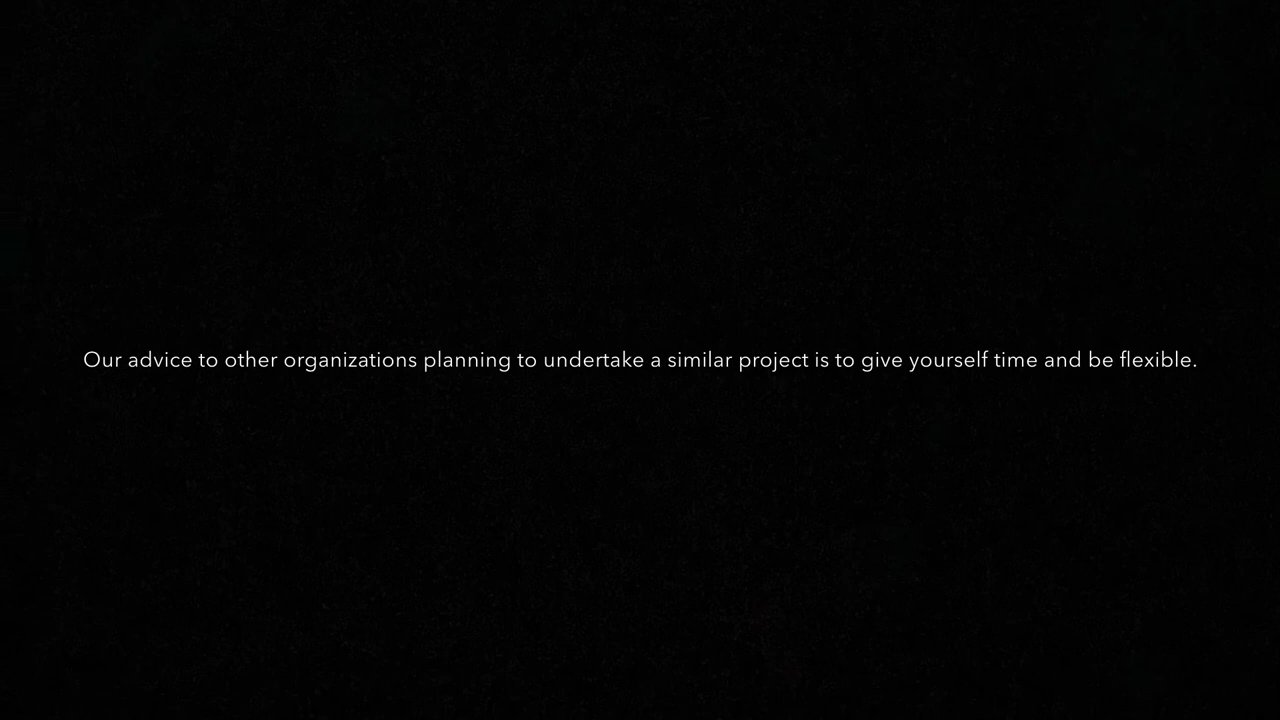 Our advice to other organizations planning to undertake a similar project is to give yourself time and be flexible.